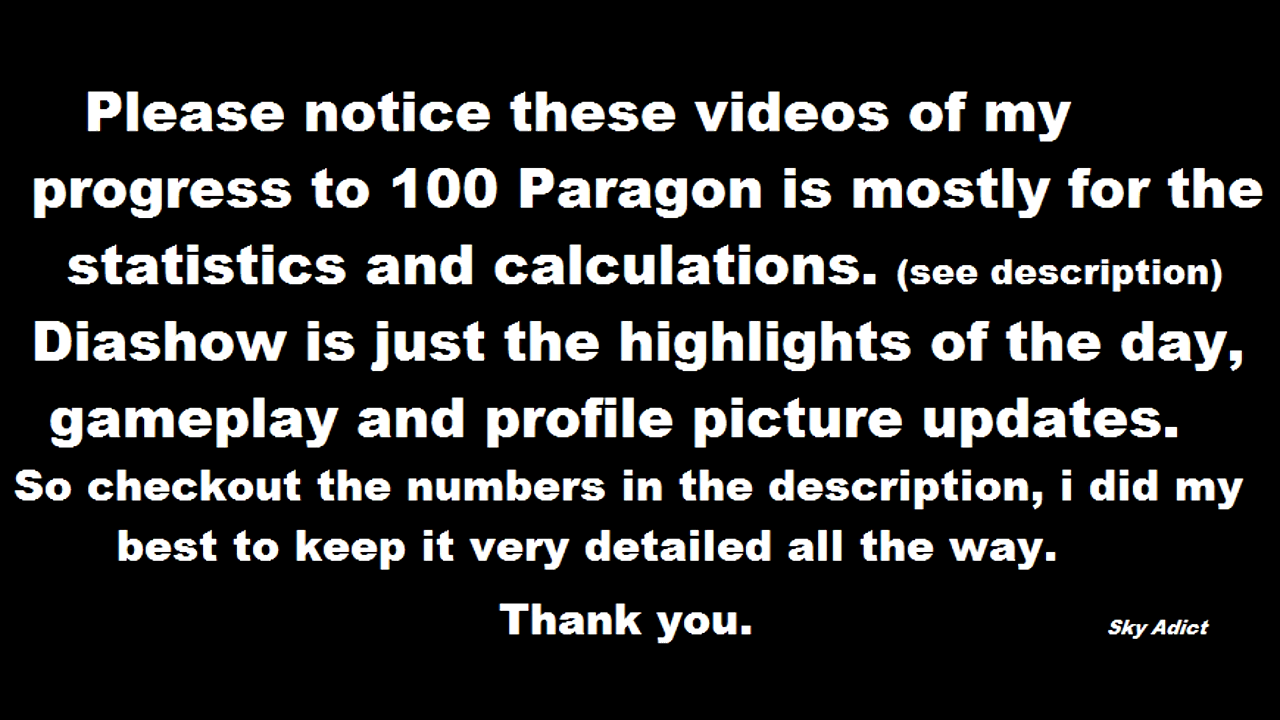 Please notice these videos of my
progress to 100 Paragon is mostly for the
statistics and calculations. (see description)
Diashow is just the highlights of the day,
gameplay and profile picture updates.
So checkout the numbers in the description, i did my
best to keep it very detailed all the way.
Thank you.
Sky Adict